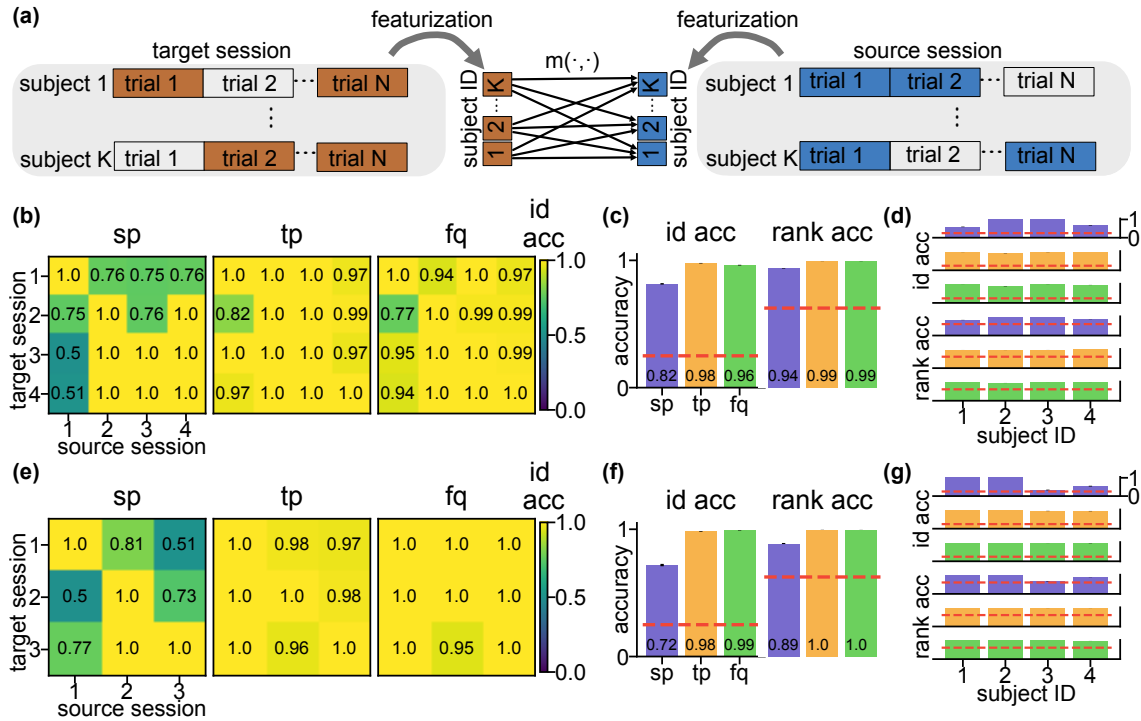 (a)
featurization
featurization
target session
source session
m(·,·)
subject 1
trial 1
trial 2
···
trial N
subject K
trial 1
trial 2
···
trial N
subject ID
K
2
1
subject ID
K
2
1
subject 1
trial 1
trial 2
···
trial N
subject K
trial 1
trial 2
···
trial N
(b)
sp
tp
fq
id acc
target session
1
1.0 0.76 0.75 0.76
1.0 1.0 1.0 0.97
1.0 0.94 1.0 0.97
2
0.75 1.0 0.76 1.0
0.82 1.0 1.0 0.99
0.77 1.0 0.99 0.99
3
0.5 1.0 1.0 1.0
1.0 1.0 1.0 0.97
0.95 1.0 1.0 0.99
4
0.51 1.0 1.0 1.0
0.97 1.0 1.0 1.0
0.94 1.0 1.0 1.0
1 2 3 4
source session
1.0
0.5
0.0
(c)
id acc
rank acc
accuracy
1
0
0.82 0.98 0.96
0.94 0.99 0.99
sp tp fq
(d)
1
0
id acc
rank acc
1 2 3 4
subject ID
(e)
sp
tp
fq
id acc
target session
1
1.0 0.81 0.51
1.0 0.98 0.97
1.0 1.0 1.0
2
0.5 1.0 0.73
1.0 1.0 0.98
1.0 1.0 1.0
3
0.77 1.0 1.0
1.0 0.96 1.0
1.0 0.95 1.0
1 2 3
source session
1.0
0.5
0.0
(f)
id acc
rank acc
accuracy
1
0
0.72 0.98 0.99
0.89 1.0 1.0
sp tp fq
(g)
1
0
id acc
rank acc
1 2 3 4
subject ID